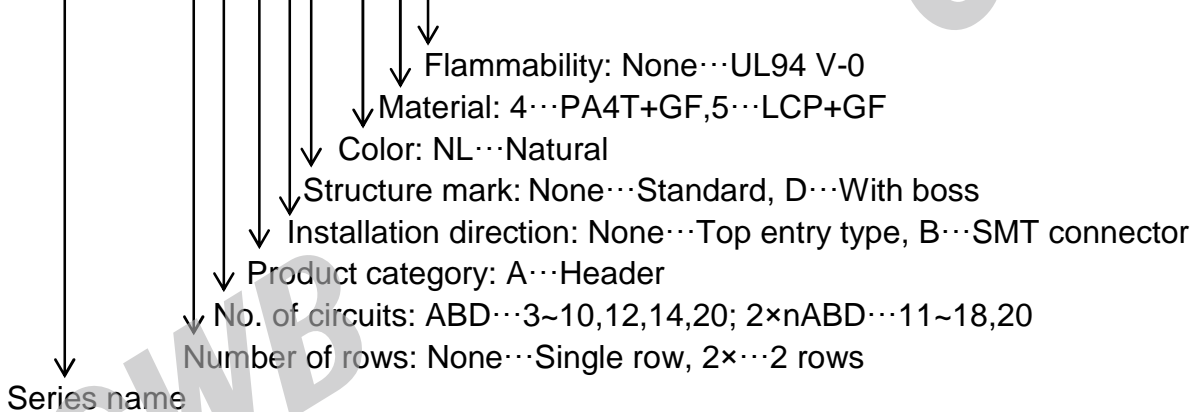 Flammability: None···UL94 V-0
Material: 4···PA4T+GF,5···LCP+GF
Color: NL···Natural
Structure mark: None···Standard, D···With boss
Installation direction: None···Top entry type, B···SMT connector
Product category: A···Header
No. of circuits: ABD···3~10,12,14,20; 2×nABD···11~18,20
Number of rows: None···Single row, 2×···2 rows
Series name